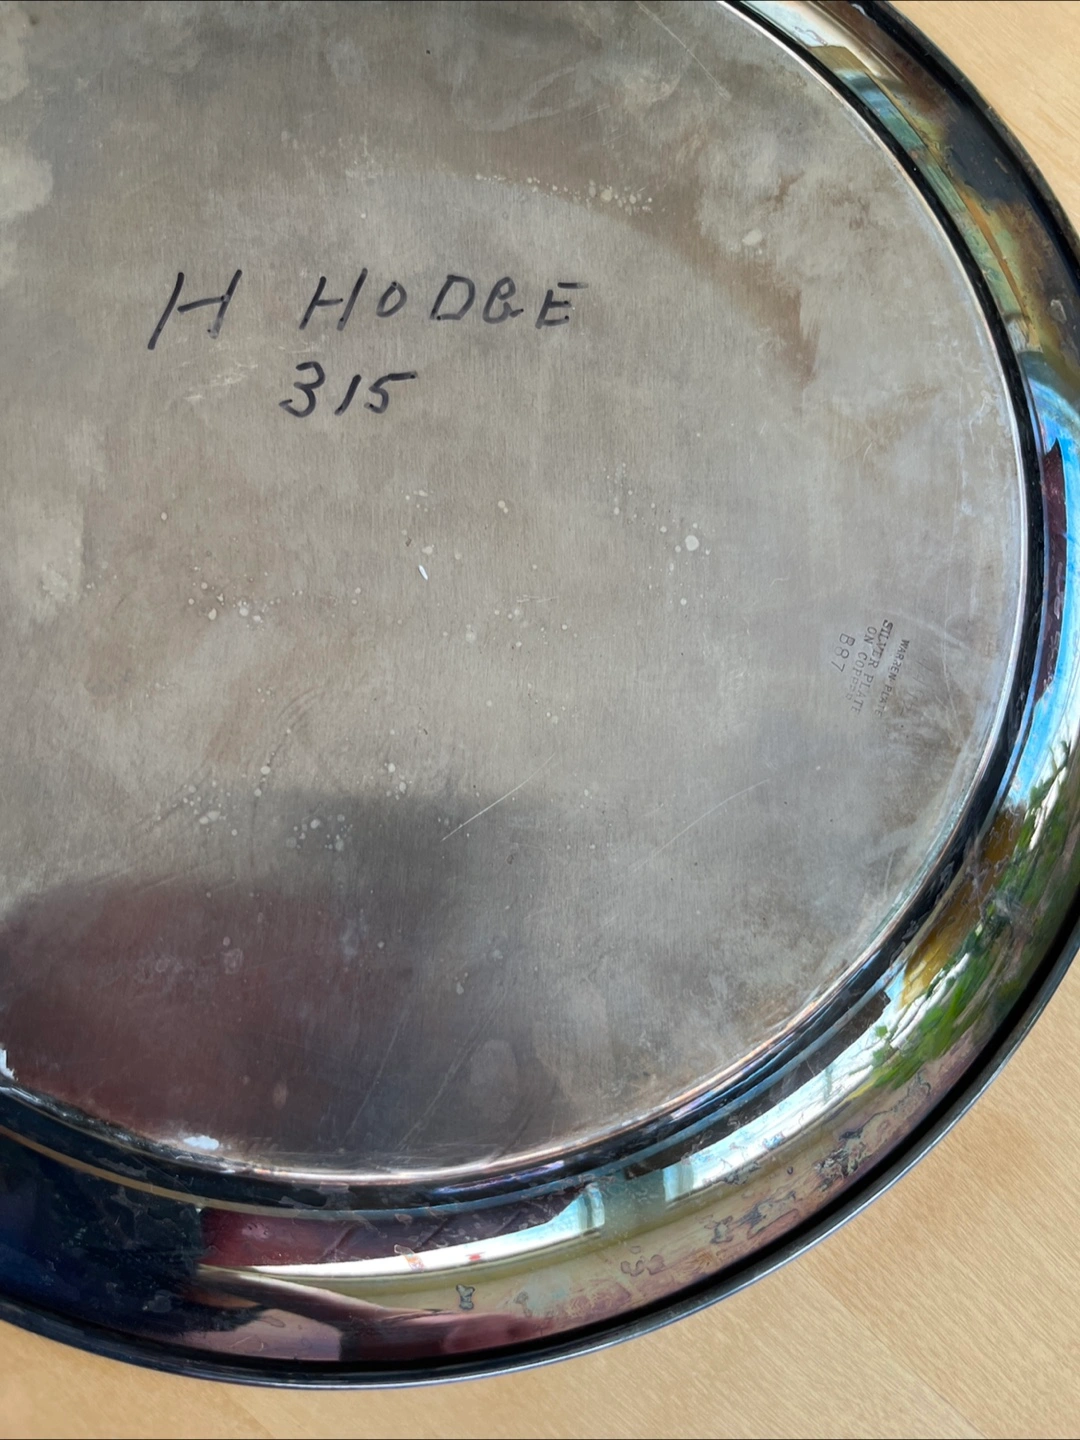 H HODGE
315
WARREN PLATE
SILVER PLATE
ON COPPER
B87